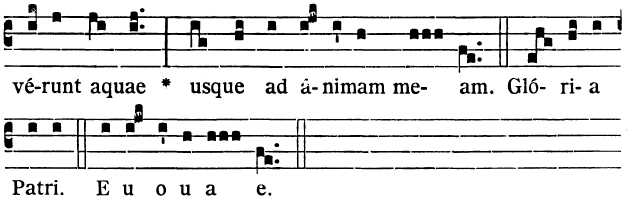 vé-runt aquae * usque ad á-nimam me- am. Gló- ri- a
Patri. E u o u a e.